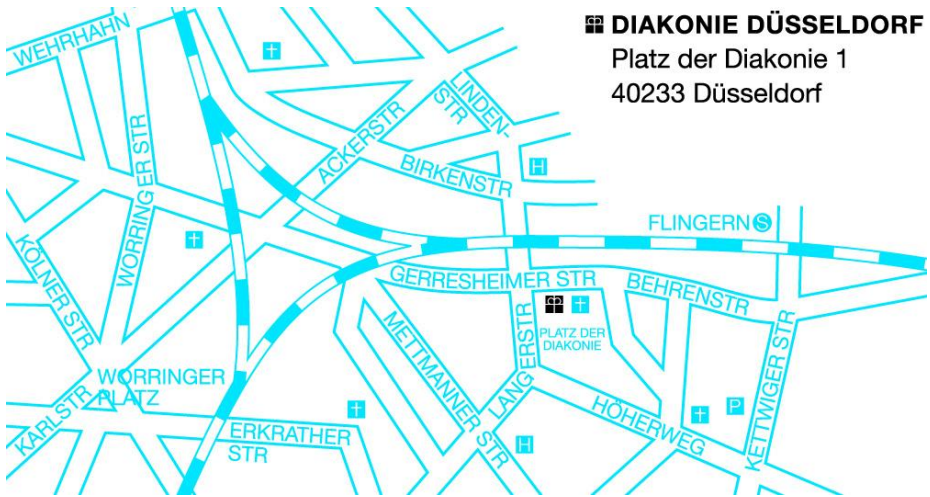 DIAKONIE DÜSSELDORF
Platz der Diakonie 1
40233 Düsseldorf
WEHRHAHN
LINDEN-
STR
ACKERSTR
WORRINGER STR
BIRKENSTR
H
FLINGERN S
KÖLNER STR
GERRESHEIMER STR
BEHRENSTR
METTMANNER STR
LANGERSTR
PLATZ DER
DIAKONIE
KETTWIGER STR
WORRINGER
PLATZ
KARLSTR
ERKRATHER
STR
HÖHERWEG
P
H